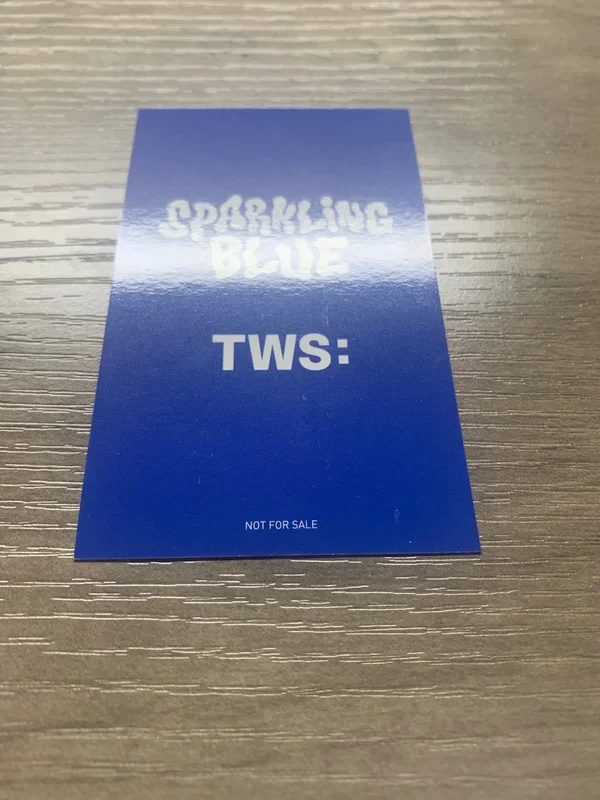 SPARKLING
BLUE
TWS:
NOT FOR SALE